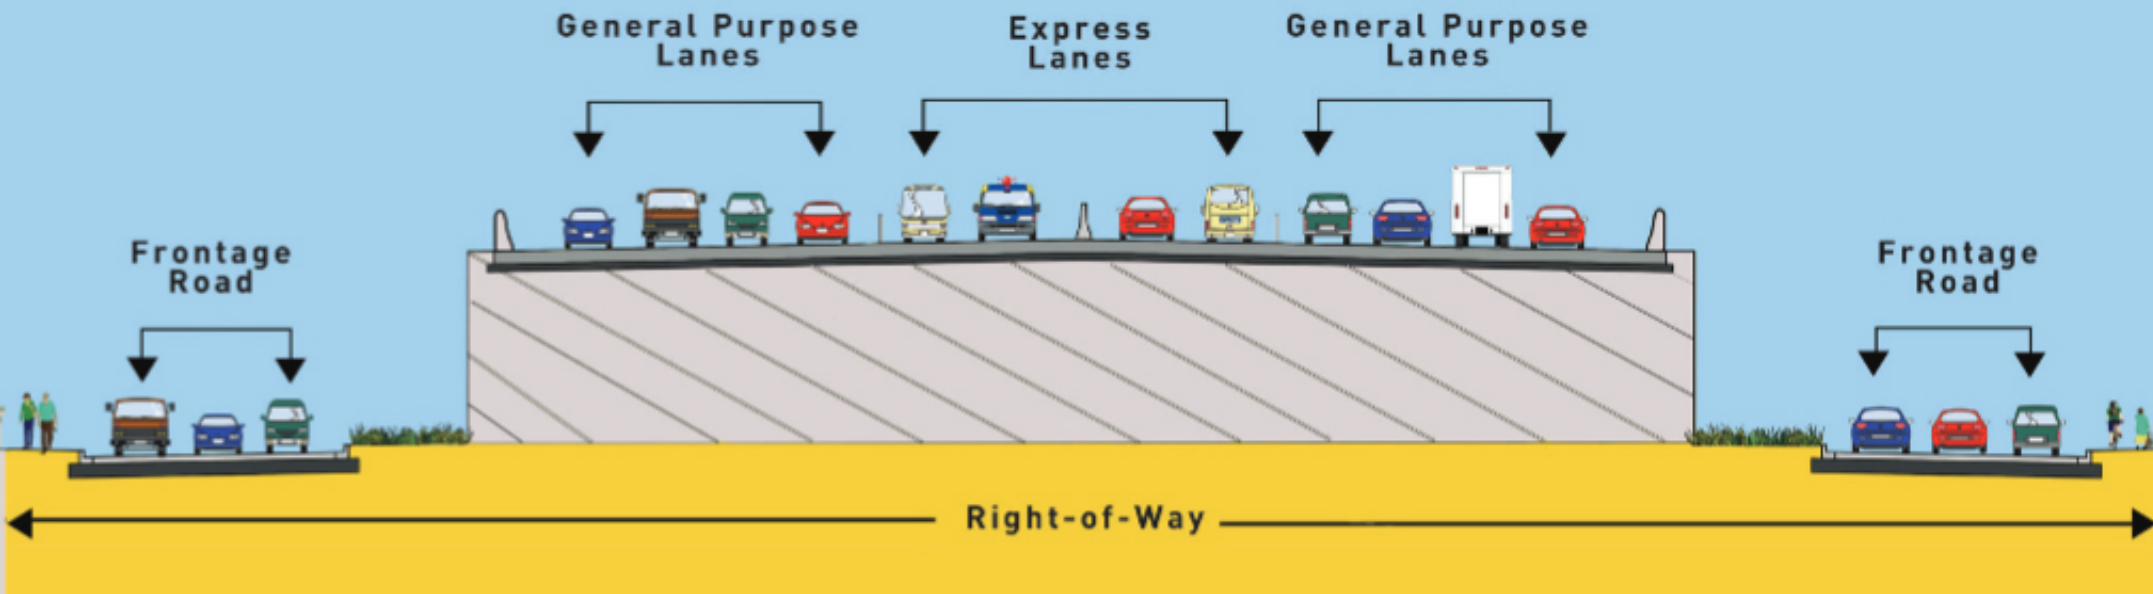 General Purpose
Lanes
Express
Lanes
General Purpose
Lanes
Frontage
Road
Frontage
Road
Right-of-Way